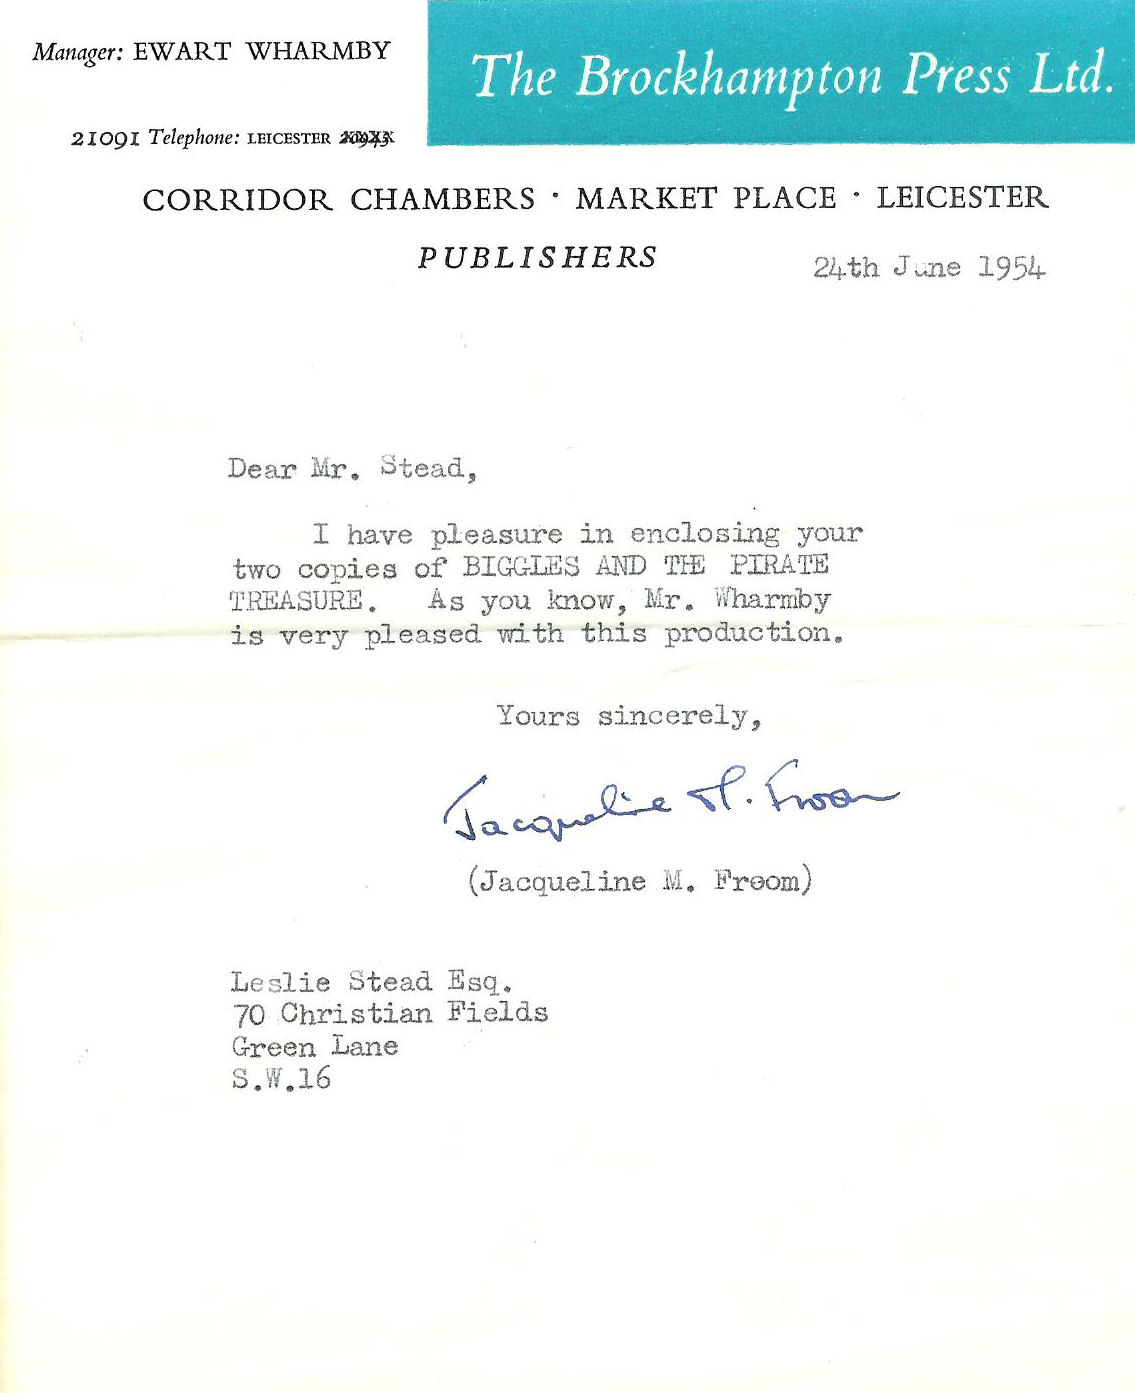 Manager: EWART WHARMBY
The Brockhampton Press Ltd.
21091 Telephone: LEICESTER
CORRIDOR CHAMBERS · MARKET PLACE · LEICESTER
PUBLISHERS
24th June 1954
Dear Mr. Stead,
I have pleasure in enclosing your
two copies of BIGGLES AND THE PIRATE
TREASURE. As you know, Mr. Wharmby
is very pleased with this production.
Yours sincerely,
Jacqueline M. Froom
(Jacqueline M. Froom)
Leslie Stead Esq.
70 Christian Fields
Green Lane
S.W.16